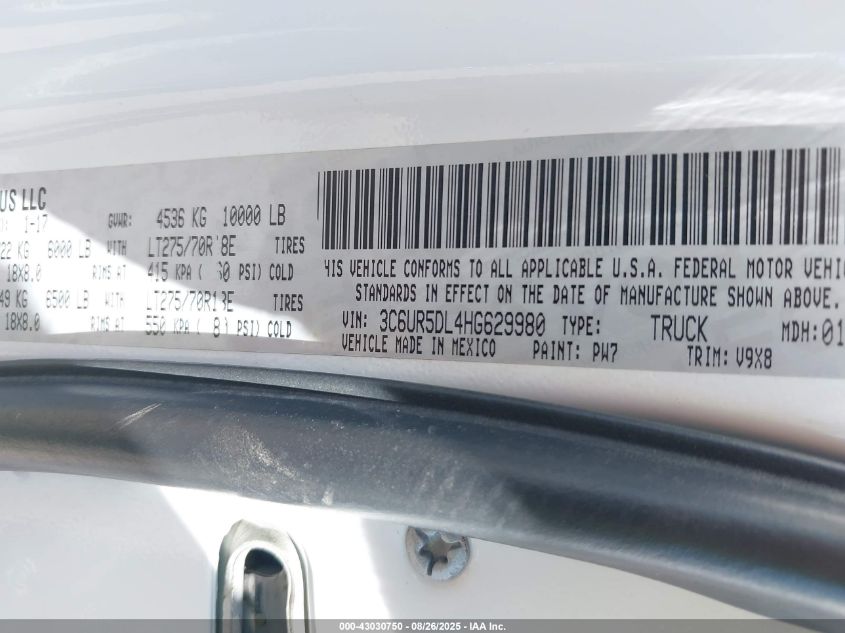 US LLC
1-17 GVWR: 4536 KG 10000 LB
22 KG 6000 LB WITH LT275/70R 8E TIRES
18X8.0 RIMS AT 415 KPA ( 60 PSI) COLD
49 KG 6500 LB WITH LT275/70R18E TIRES
18X8.0 RIMS AT 550 KPA ( 8 PSI) COLD
VEHICLE CONFORMS TO ALL APPLICABLE U.S.A. FEDERAL MOTOR VEHI
STANDARDS IN EFFECT ON THE DATE OF MANUFACTURE SHOWN ABOVE.
VIN: 3C6UR5DL4HG629980 TYPE: TRUCK MDH: 01
VEHICLE MADE IN MEXICO PAINT: PW7 TRIM: V9X8
000-43030750 — 08/26/2025 — IAA Inc.